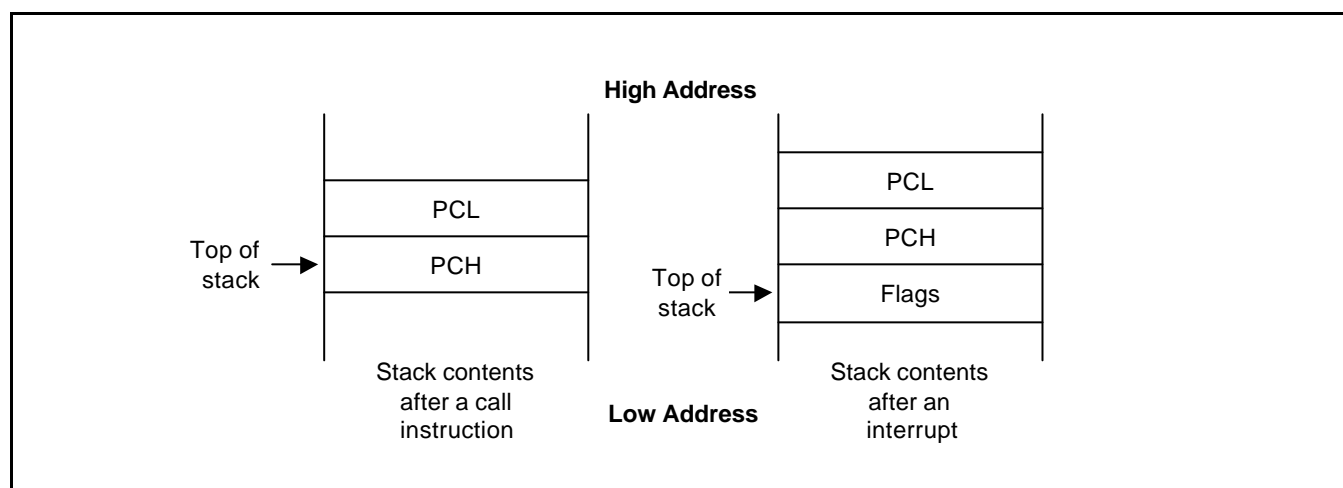 High Address
PCL
PCH
Top of
stack
Stack contents
after a call
instruction
PCL
PCH
Flags
Top of
stack
Stack contents
after an
interrupt
Low Address